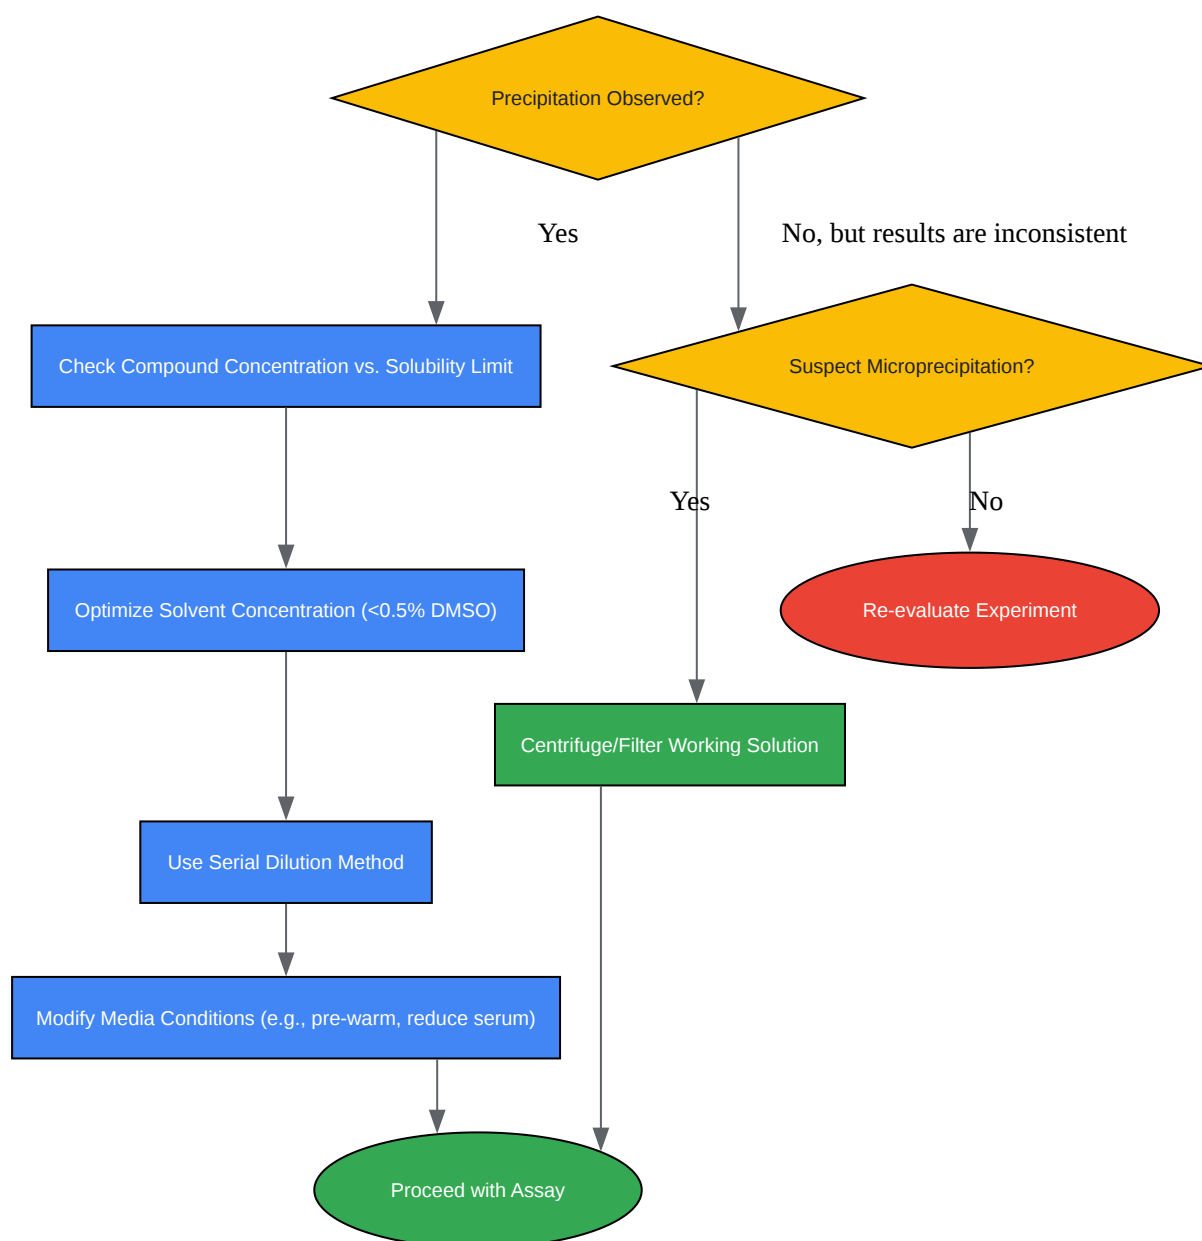 Precipitation Observed?
Yes
No, but results are inconsistent
Check Compound Concentration vs. Solubility Limit
Suspect Microprecipitation?
Yes
No
Optimize Solvent Concentration (<0.5% DMSO)
Re-evaluate Experiment
Centrifuge/Filter Working Solution
Use Serial Dilution Method
Modify Media Conditions (e.g., pre-warm, reduce serum)
Proceed with Assay